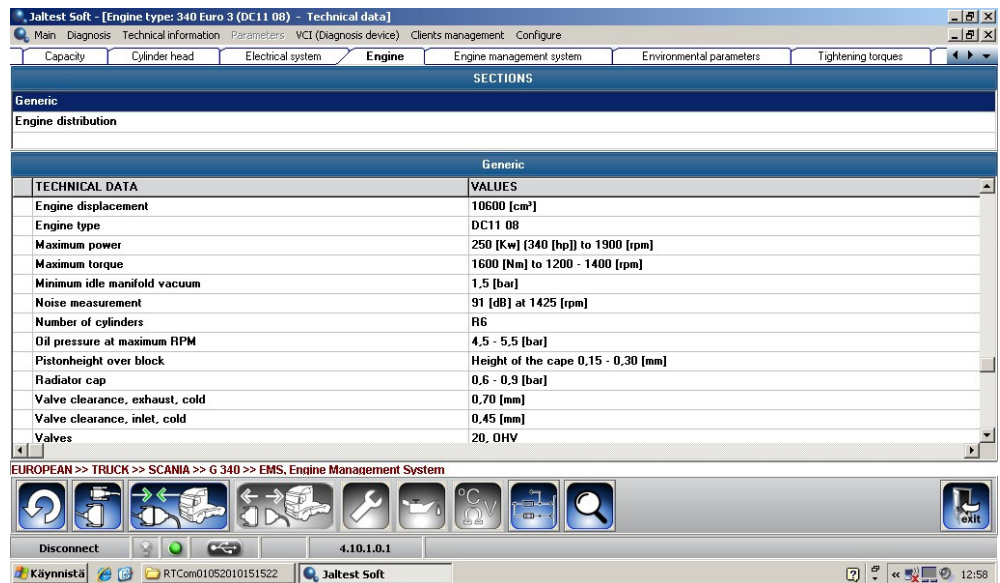 Jaltest Soft - [Engine type: 340 Euro 3 (DC11 08) - Technical data]
Main Diagnosis Technical information Parameters VCI (Diagnosis device) Clients management Configure
Capacity Cylinder head Electrical system Engine Engine management system Environmental parameters Tightening torques
SECTIONS
Generic
Engine distribution
Generic
TECHNICAL DATA VALUES
Engine displacement 10600 [cm³]
Engine type DC11 08
Maximum power 250 [Kw] (340 [hp]) to 1900 [rpm]
Maximum torque 1600 [Nm] to 1200 - 1400 [rpm]
Minimum idle manifold vacuum 1,5 [bar]
Noise measurement 91 [dB] at 1425 [rpm]
Number of cylinders R6
Oil pressure at maximum RPM 4,5 - 5,5 [bar]
Pistonheight over block Height of the cape 0,15 - 0,30 [mm]
Radiator cap 0,6 - 0,9 [bar]
Valve clearance, exhaust, cold 0,70 [mm]
Valve clearance, inlet, cold 0,45 [mm]
Valves 20, OHV
EUROPEAN >> TRUCK >> SCANIA >> G 340 >> EMS, Engine Management System
°C V
exit
Disconnect 4.10.1.0.1
Käynnistä RTCom01052010151522 Jaltest Soft 12:58